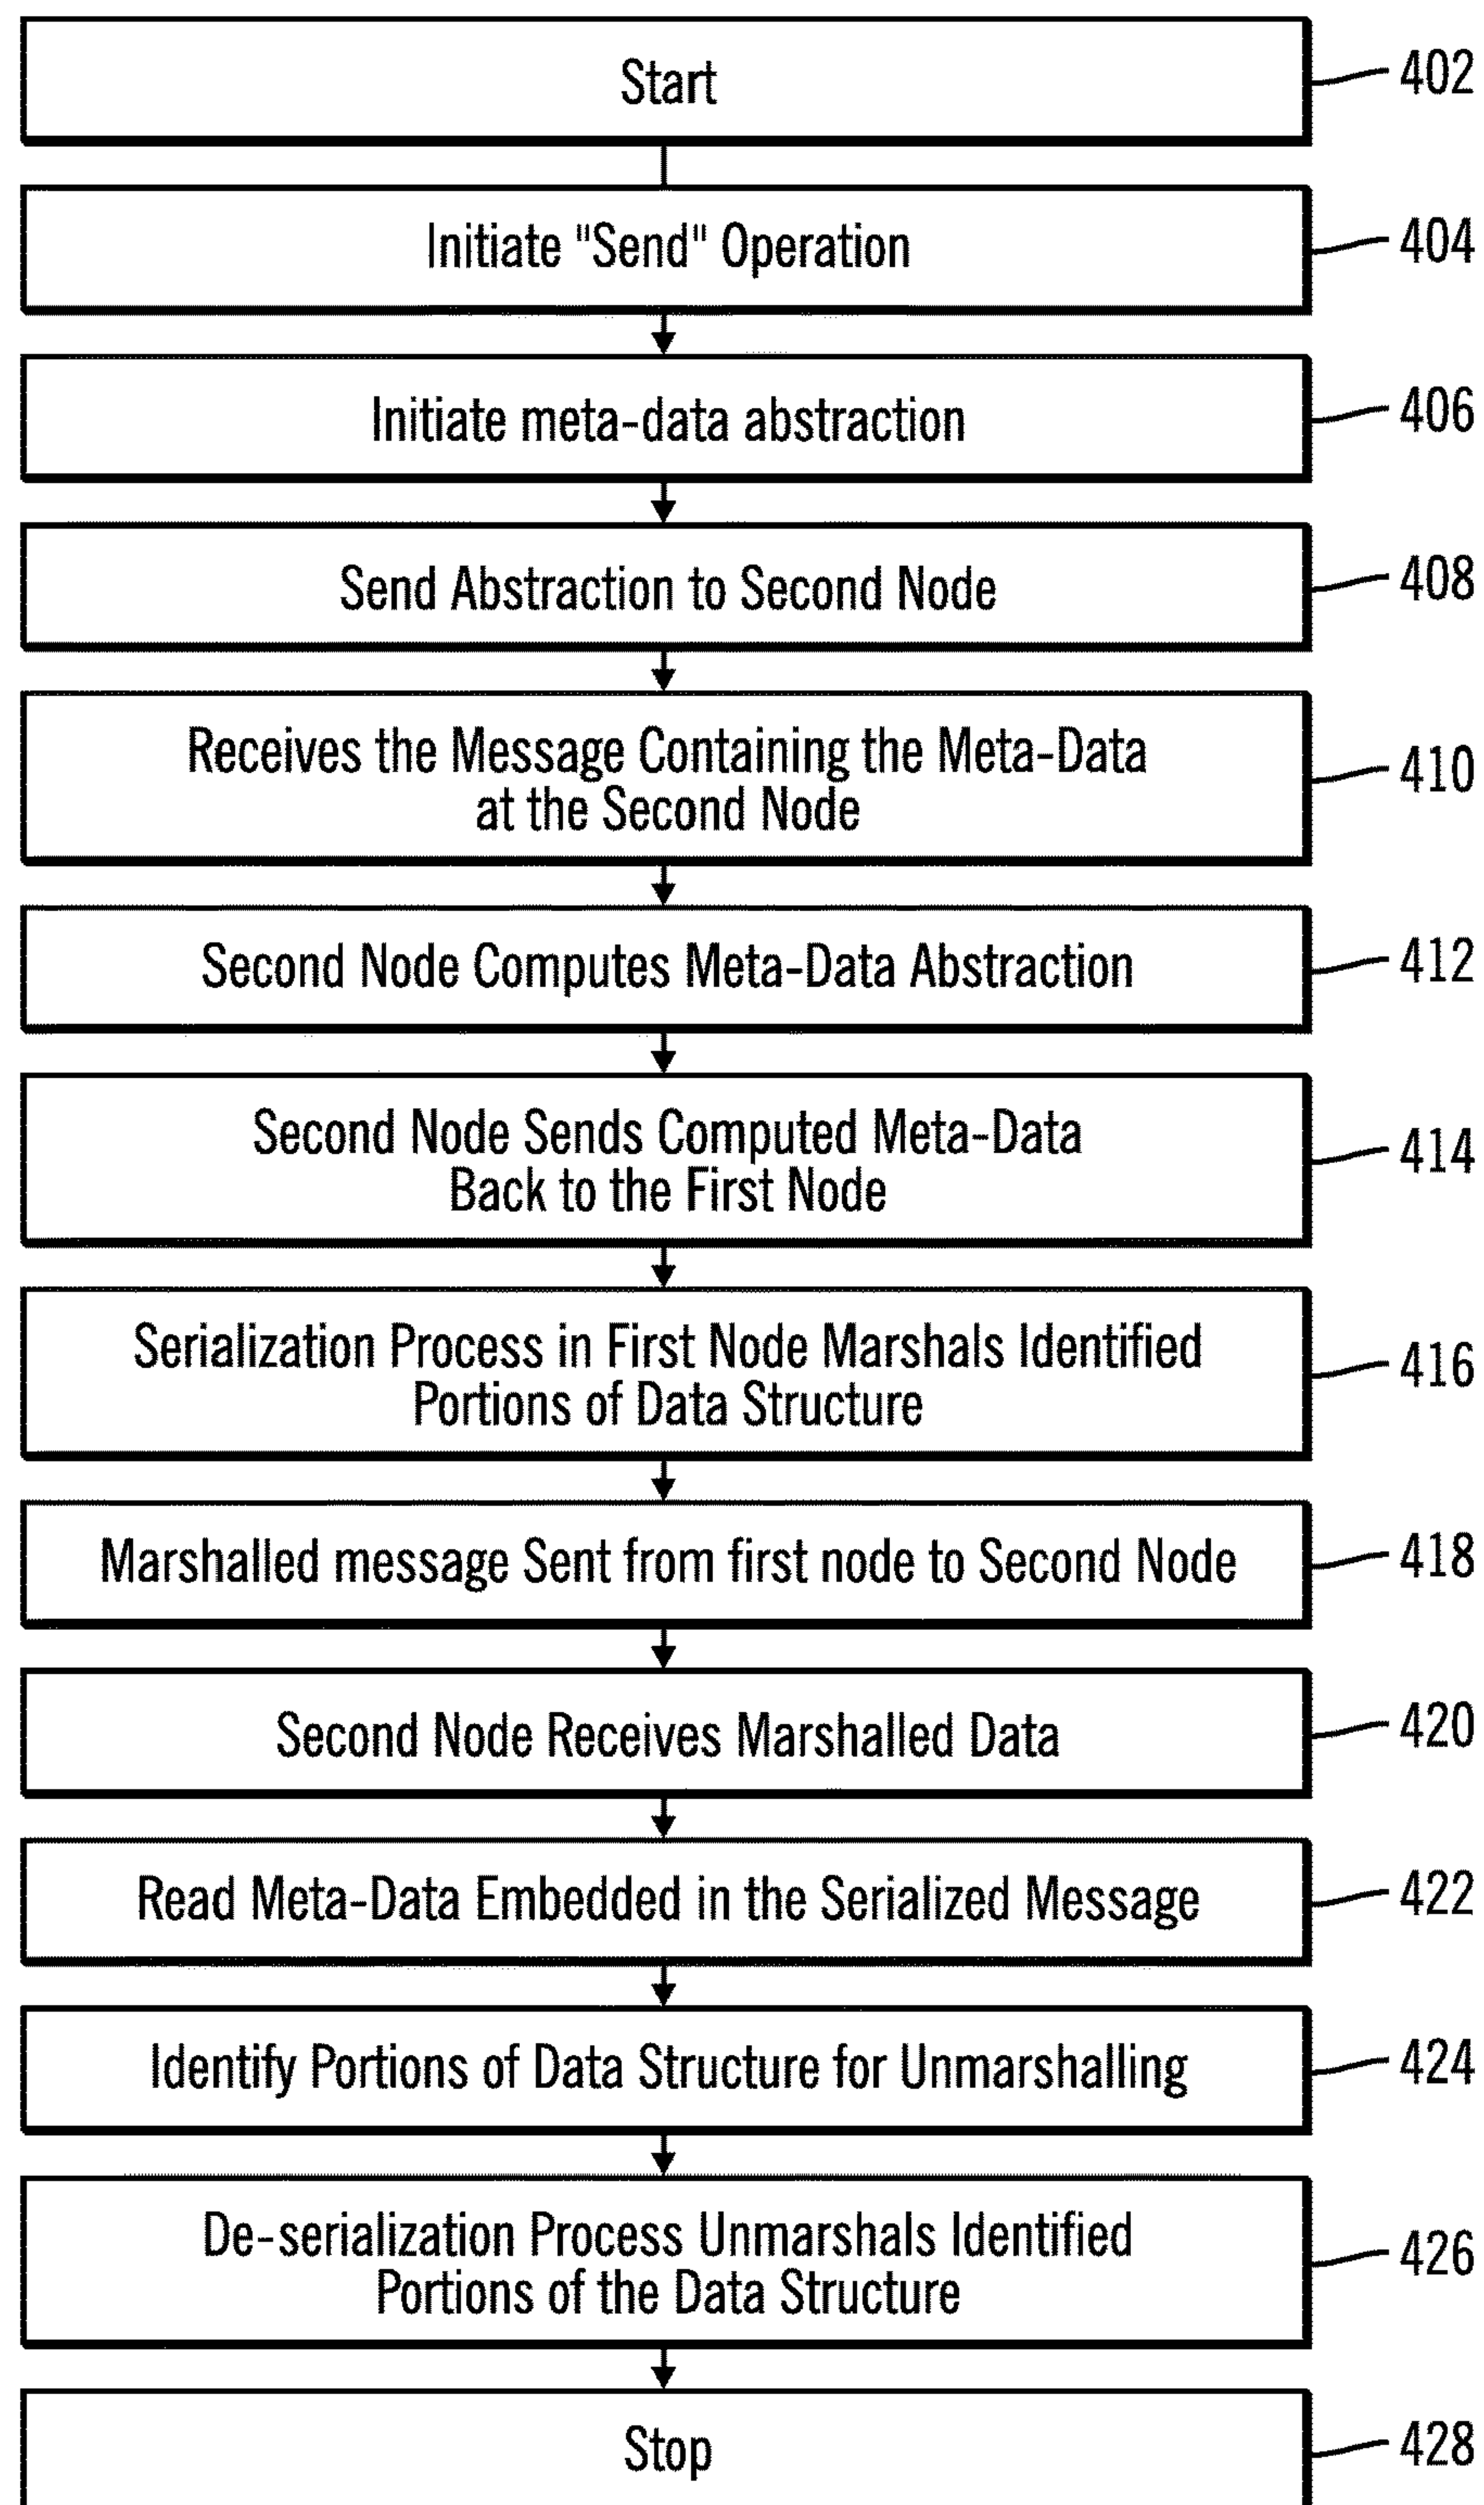 Start
402
Initiate "Send" Operation
404
Initiate meta-data abstraction
406
Send Abstraction to Second Node
408
Receives the Message Containing the Meta-Data
at the Second Node
410
Second Node Computes Meta-Data Abstraction
412
Second Node Sends Computed Meta-Data
Back to the First Node
414
Serialization Process in First Node Marshals Identified
Portions of Data Structure
416
Marshalled message Sent from first node to Second Node
418
Second Node Receives Marshalled Data
420
Read Meta-Data Embedded in the Serialized Message
422
Identify Portions of Data Structure for Unmarshalling
424
De-serialization Process Unmarshals Identified
Portions of the Data Structure
426
Stop
428